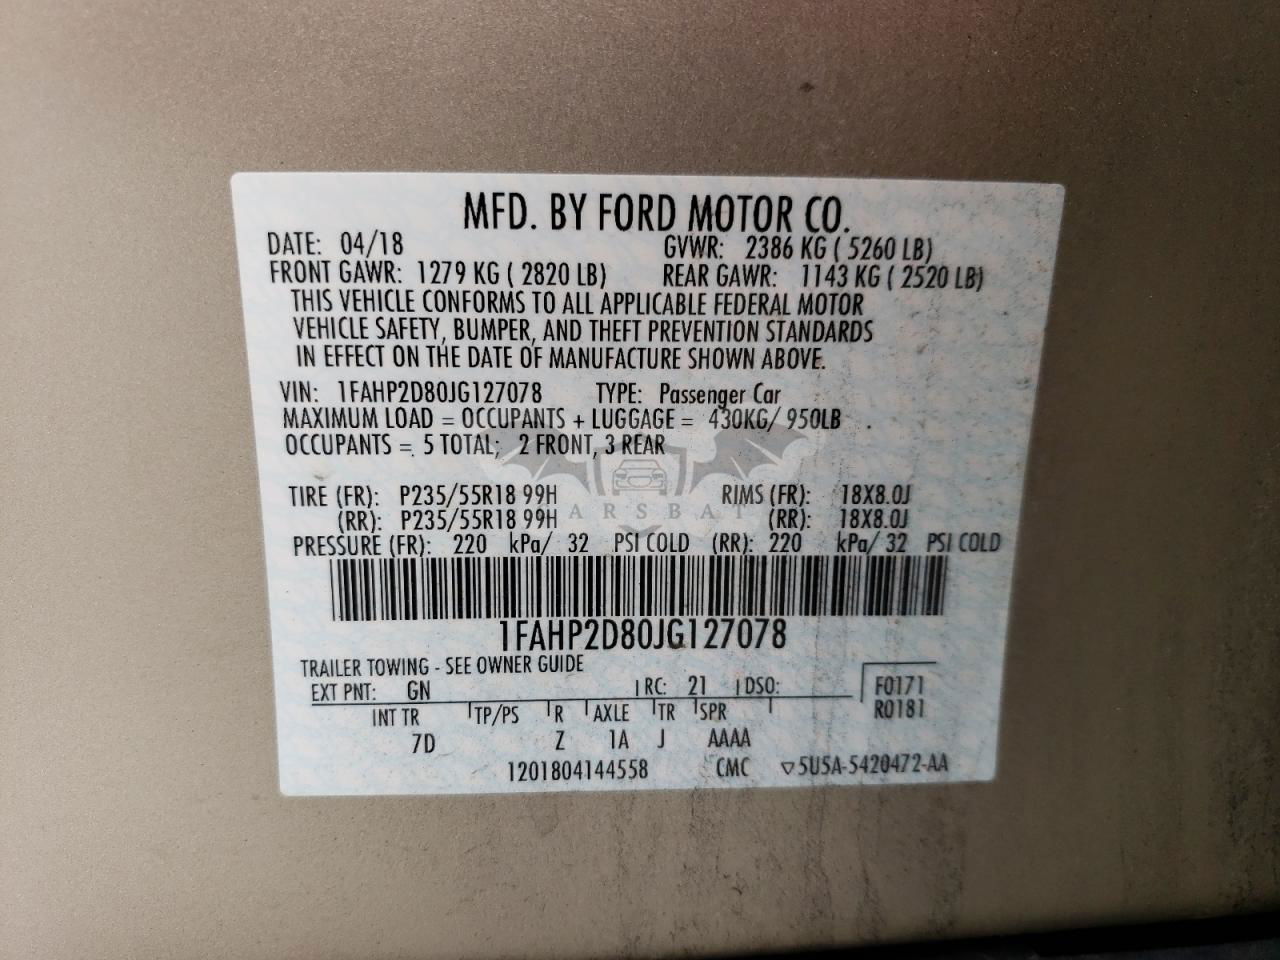 MFD. BY FORD MOTOR CO.
DATE: 04/18 GVWR: 2386 KG ( 5260 LB)
FRONT GAWR: 1279 KG ( 2820 LB) REAR GAWR: 1143 KG ( 2520 LB)
THIS VEHICLE CONFORMS TO ALL APPLICABLE FEDERAL MOTOR
VEHICLE SAFETY, BUMPER, AND THEFT PREVENTION STANDARDS
IN EFFECT ON THE DATE OF MANUFACTURE SHOWN ABOVE.
VIN: 1FAHP2D80JG127078 TYPE: Passenger Car
MAXIMUM LOAD = OCCUPANTS + LUGGAGE = 430KG/ 950LB .
OCCUPANTS = 5 TOTAL; 2 FRONT, 3 REAR
TIRE (FR): P235/55R18 99H RIMS (FR): 18X8.0J
ARSBAT
(RR): P235/55R18 99H (RR): 18X8.0J
PRESSURE (FR): 220 kPa/ 32 PSI COLD (RR): 220 kPa/ 32 PSI COLD
1FAHP2D80JG127078
TRAILER TOWING - SEE OWNER GUIDE
EXT PNT: GN RC: 21 DSO: F0171
INT TR TP/PS R AXLE TR SPR R0181
7D Z 1A J AAAA
1201804144558 CMC ▽5U5A-5420472-AA